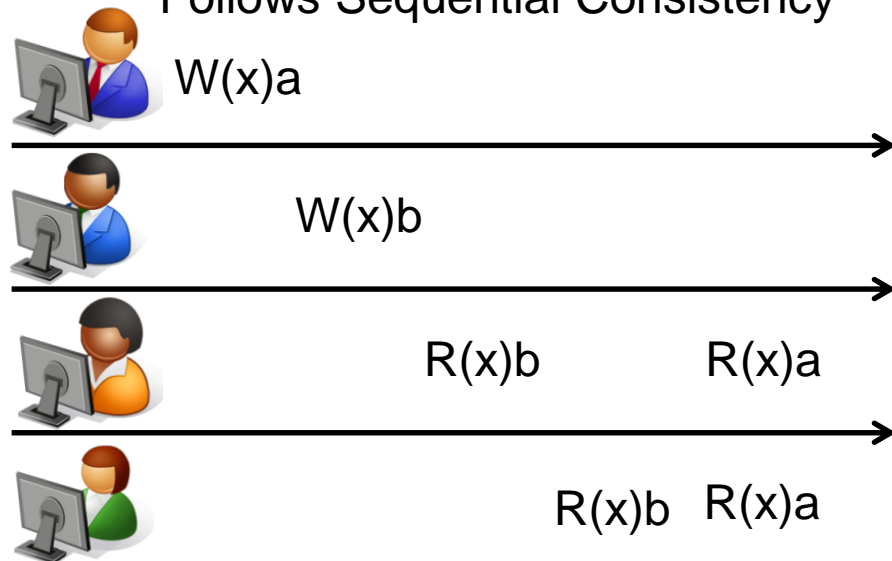 Follows Sequential Consistency
W(x)a
W(x)b
R(x)b R(x)a
R(x)b R(x)a